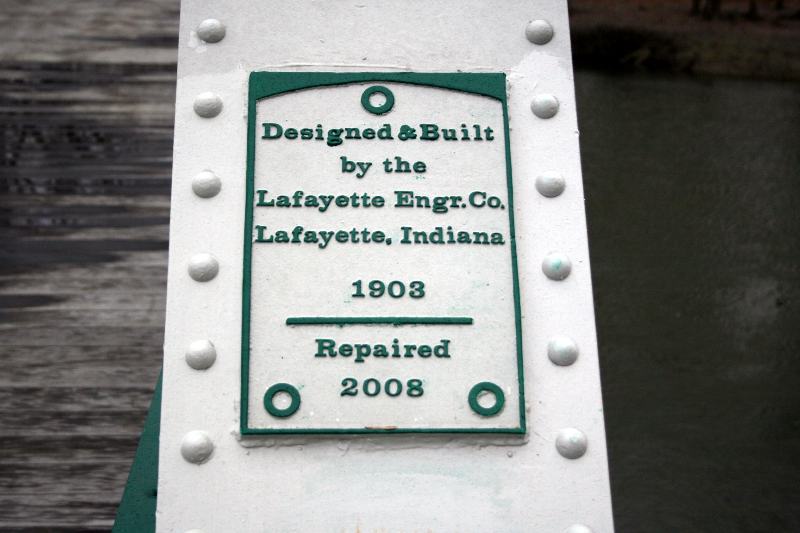 Designed&Built
by the
Lafayette Engr.Co.
Lafayette, Indiana
1903
Repaired
2008